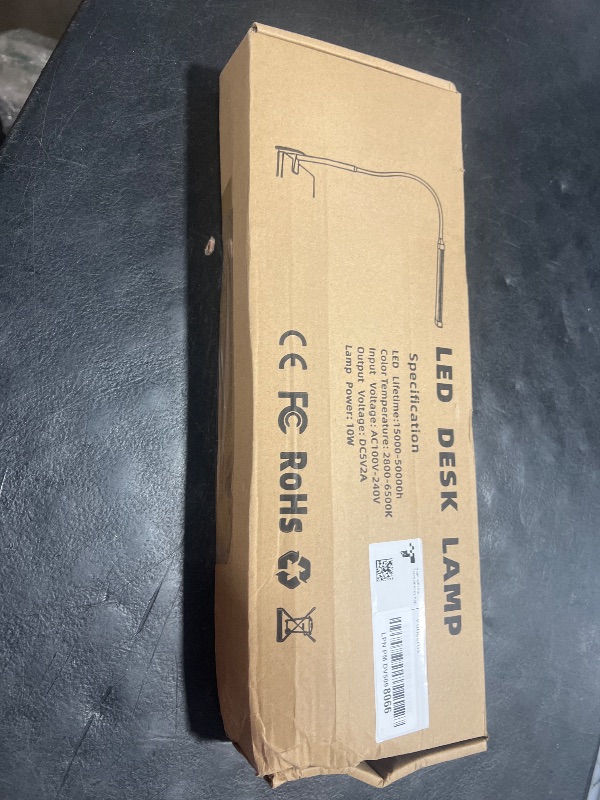 LED DESK LAMP
Specification
LED Lifetime:15000-50000h
Color Temperature: 2800-6500K
Input Voltage: AC100V-240V
Output Voltage: DC5V2A
Lamp Power: 10W
CE FC RoHS
8066